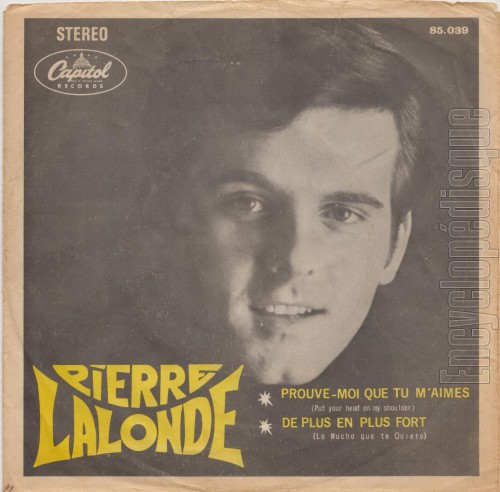 STEREO
85.039
Capitol
RECORDS
PIERRE
LALONDE
PROUVE-MOI QUE TU M'AIMES
(Put your head on my shoulder)
DE PLUS EN PLUS FORT
(Lo Mucho que te Quiero)
Encyclopédisque